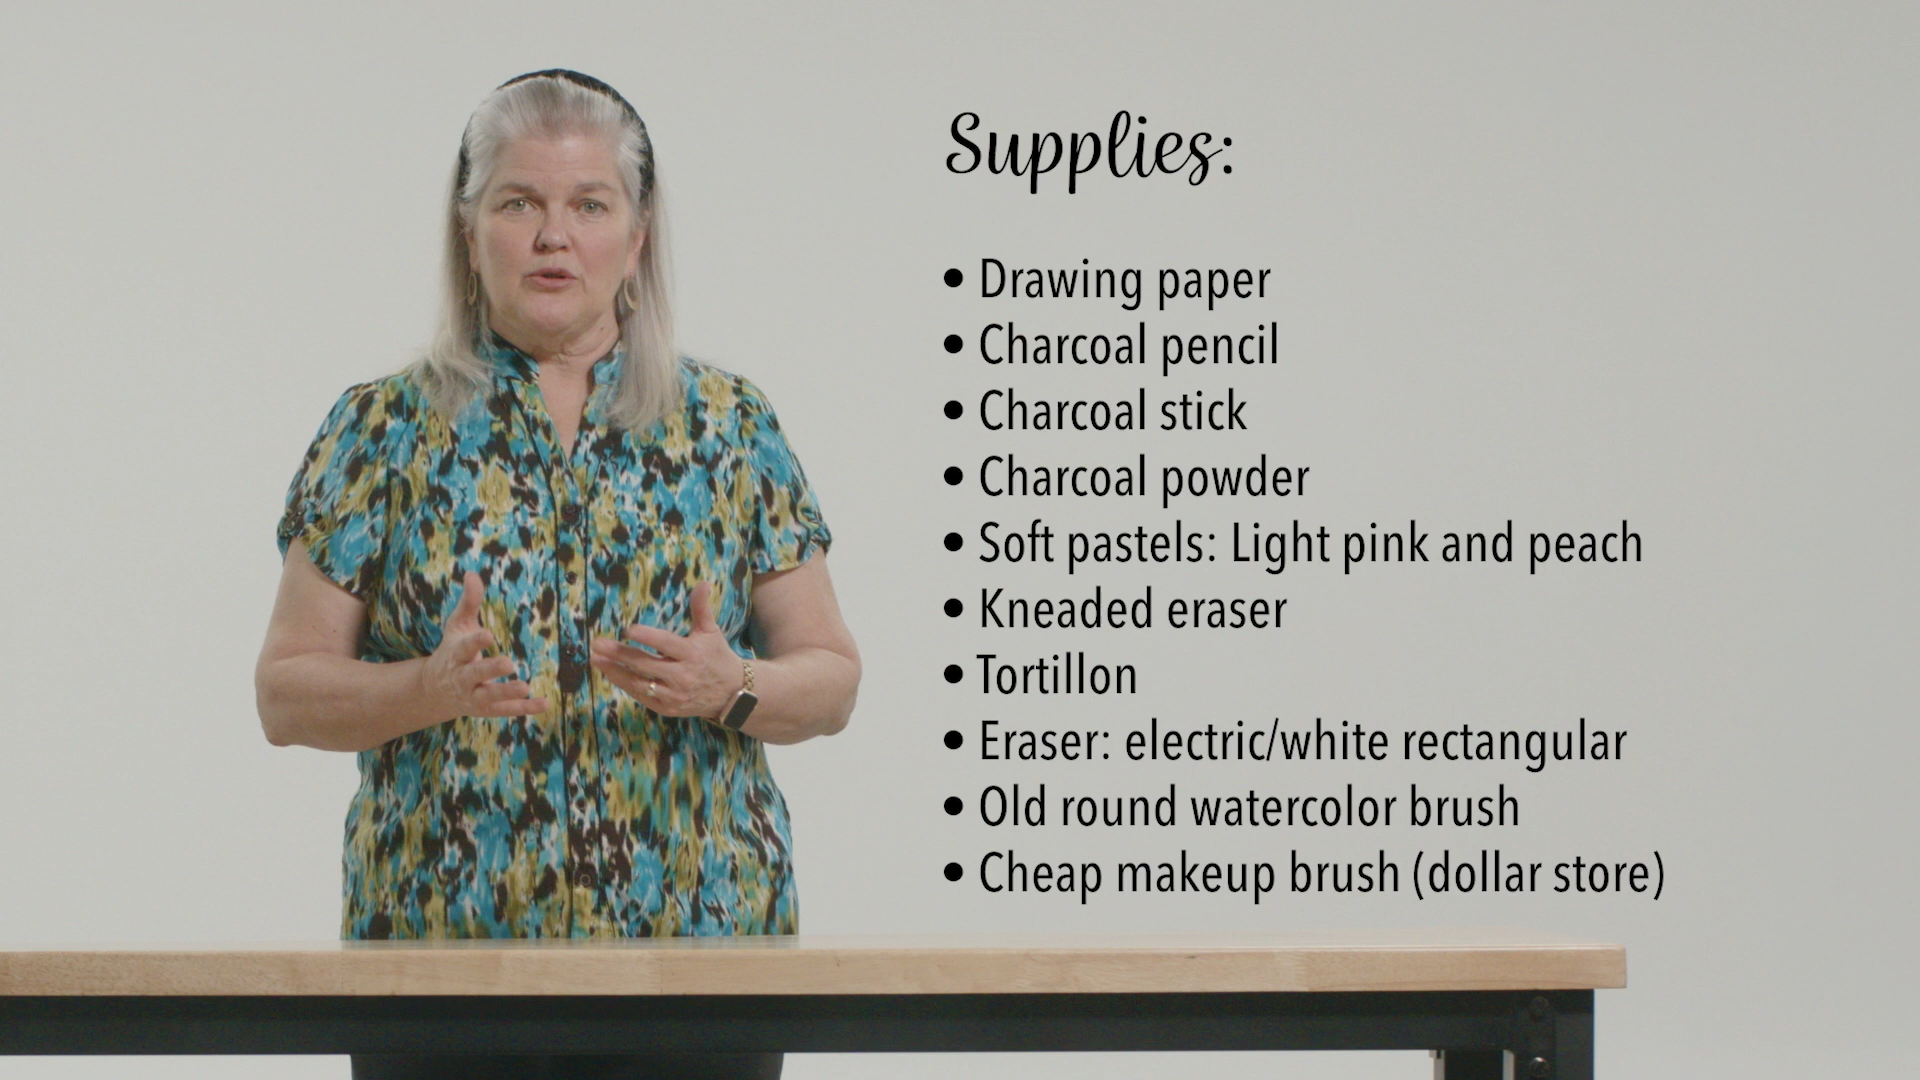 Supplies:
• Drawing paper
• Charcoal pencil
• Charcoal stick
• Charcoal powder
• Soft pastels: Light pink and peach
• Kneaded eraser
• Tortillon
• Eraser: electric/white rectangular
• Old round watercolor brush
• Cheap makeup brush (dollar store)